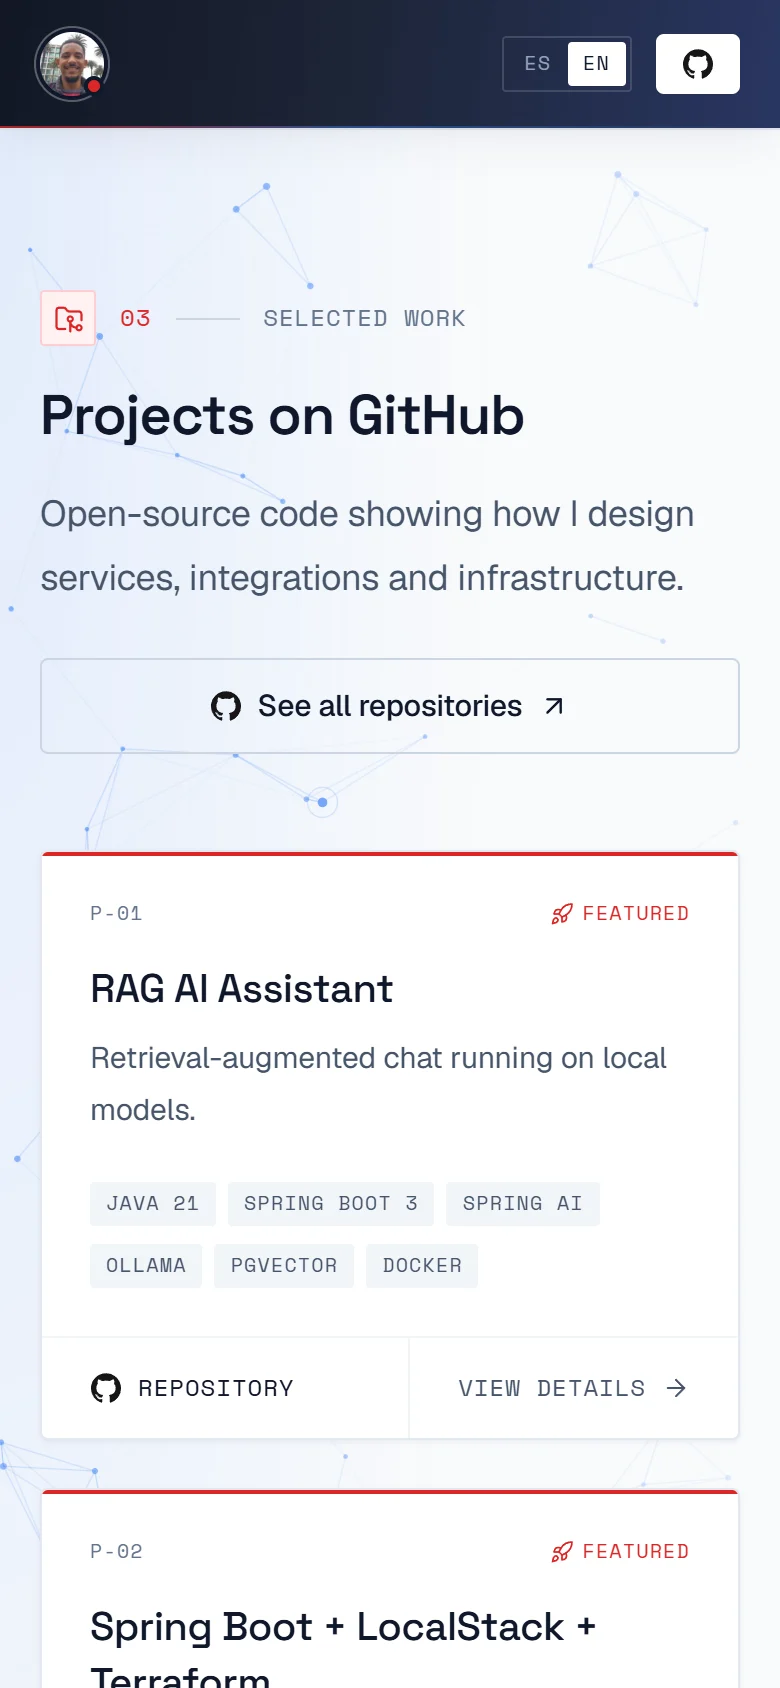 ES EN
03 SELECTED WORK
Projects on GitHub
Open-source code showing how I design
services, integrations and infrastructure.
See all repositories
P-01 FEATURED
RAG AI Assistant
Retrieval-augmented chat running on local
models.
JAVA 21 SPRING BOOT 3 SPRING AI
OLLAMA PGVECTOR DOCKER
REPOSITORY VIEW DETAILS
P-02 FEATURED
Spring Boot + LocalStack +
Terraform